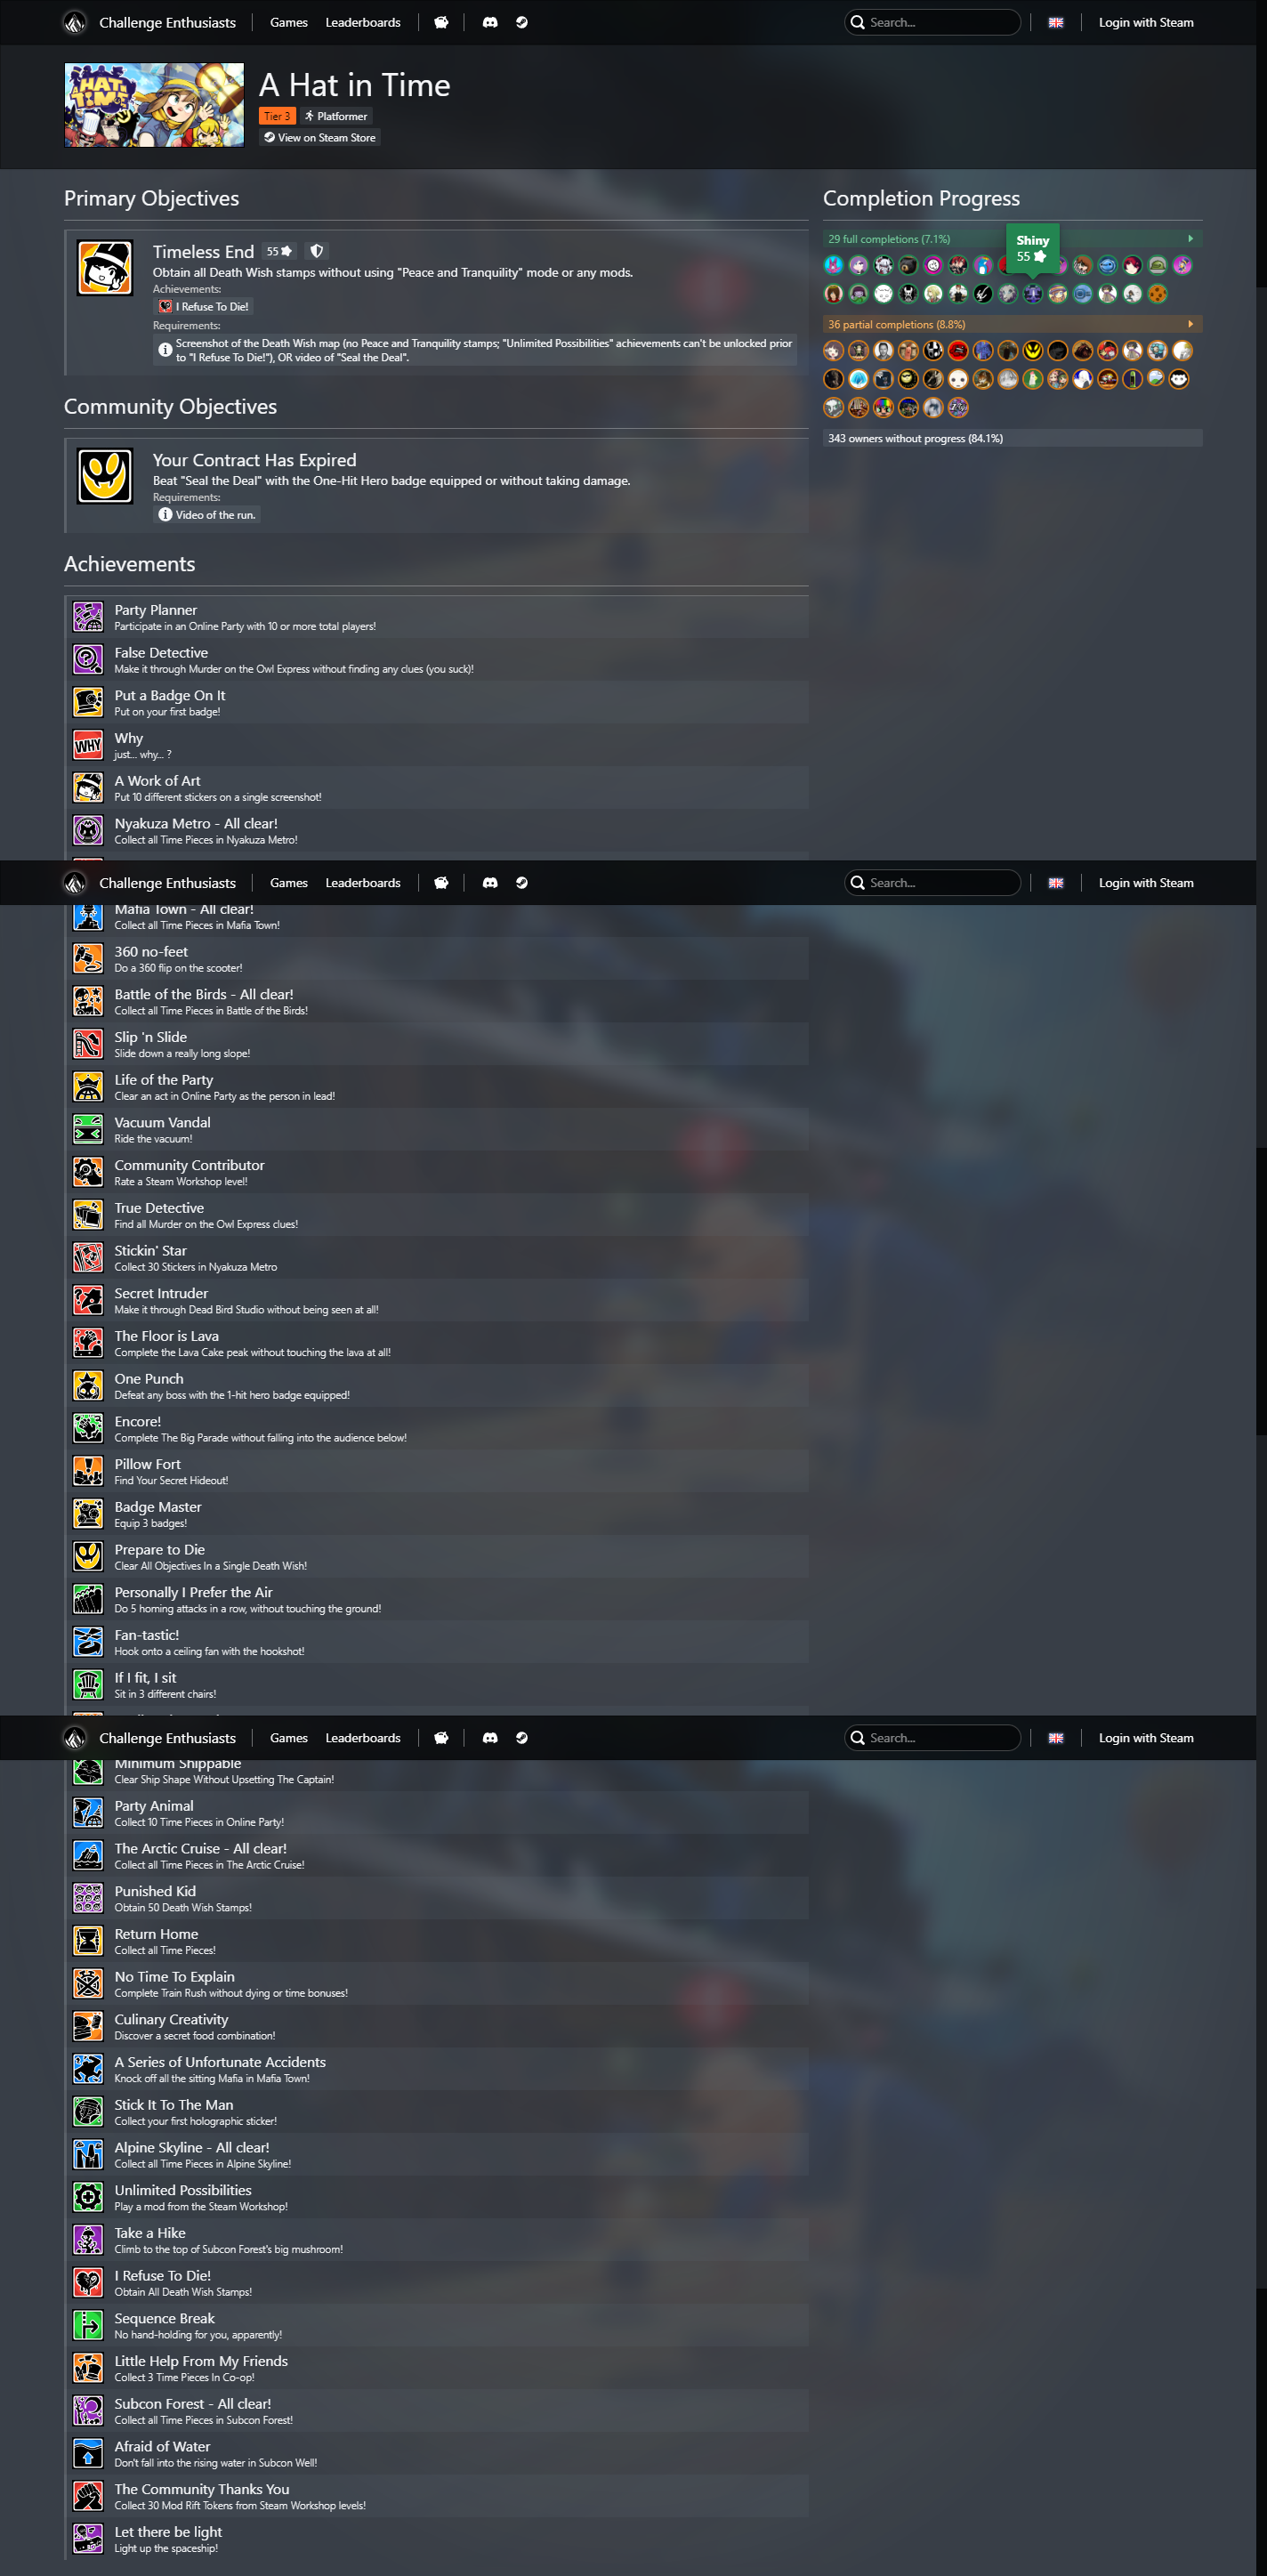 Challenge Enthusiasts Games Leaderboards Search... Login with Steam
A HAT IN TIME
A Hat in Time
Tier 3 Platformer
View on Steam Store
Primary Objectives
Timeless End 55
Obtain all Death Wish stamps without using "Peace and Tranquility" mode or any mods.
Achievements:
I Refuse To Die!
Requirements:
Screenshot of the Death Wish map (no Peace and Tranquility stamps; "Unlimited Possibilities" achievements can't be unlocked prior
to "I Refuse To Die!"), OR video of "Seal the Deal".
Community Objectives
Your Contract Has Expired
Beat "Seal the Deal" with the One-Hit Hero badge equipped or without taking damage.
Requirements:
Video of the run.
Completion Progress
29 full completions (7.1%)
Shiny
55
36 partial completions (8.8%)
343 owners without progress (84.1%)
Achievements
Party Planner
Participate in an Online Party with 10 or more total players!
False Detective
Make it through Murder on the Owl Express without finding any clues (you suck)!
Put a Badge On It
Put on your first badge!
WHY
Why
just... why... ?
A Work of Art
Put 10 different stickers on a single screenshot!
Nyakuza Metro - All clear!
Collect all Time Pieces in Nyakuza Metro!
Challenge Enthusiasts Games Leaderboards Search... Login with Steam
Mafia Town - All clear!
Collect all Time Pieces in Mafia Town!
360 no-feet
Do a 360 flip on the scooter!
Battle of the Birds - All clear!
Collect all Time Pieces in Battle of the Birds!
Slip 'n Slide
Slide down a really long slope!
Life of the Party
Clear an act in Online Party as the person in lead!
Vacuum Vandal
Ride the vacuum!
Community Contributor
Rate a Steam Workshop level!
True Detective
Find all Murder on the Owl Express clues!
Stickin' Star
Collect 30 Stickers in Nyakuza Metro
Secret Intruder
Make it through Dead Bird Studio without being seen at all!
The Floor is Lava
Complete the Lava Cake peak without touching the lava at all!
One Punch
Defeat any boss with the 1-hit hero badge equipped!
Encore!
Complete The Big Parade without falling into the audience below!
Pillow Fort
Find Your Secret Hideout!
Badge Master
Equip 3 badges!
Prepare to Die
Clear All Objectives In a Single Death Wish!
Personally I Prefer the Air
Do 5 homing attacks in a row, without touching the ground!
Fan-tastic!
Hook onto a ceiling fan with the hookshot!
If I fit, I sit
Sit in 3 different chairs!
Challenge Enthusiasts Games Leaderboards Search... Login with Steam
Minimum Shippable
Clear Ship Shape Without Upsetting The Captain!
Party Animal
Collect 10 Time Pieces in Online Party!
The Arctic Cruise - All clear!
Collect all Time Pieces in The Arctic Cruise!
Punished Kid
Obtain 50 Death Wish Stamps!
Return Home
Collect all Time Pieces!
No Time To Explain
Complete Train Rush without dying or time bonuses!
Culinary Creativity
Discover a secret food combination!
A Series of Unfortunate Accidents
Knock off all the sitting Mafia in Mafia Town!
Stick It To The Man
Collect your first holographic sticker!
Alpine Skyline - All clear!
Collect all Time Pieces in Alpine Skyline!
Unlimited Possibilities
Play a mod from the Steam Workshop!
Take a Hike
Climb to the top of Subcon Forest's big mushroom!
I Refuse To Die!
Obtain All Death Wish Stamps!
Sequence Break
No hand-holding for you, apparently!
Little Help From My Friends
Collect 3 Time Pieces In Co-op!
Subcon Forest - All clear!
Collect all Time Pieces in Subcon Forest!
Afraid of Water
Don't fall into the rising water in Subcon Well!
The Community Thanks You
Collect 30 Mod Rift Tokens from Steam Workshop levels!
Let there be light
Light up the spaceship!